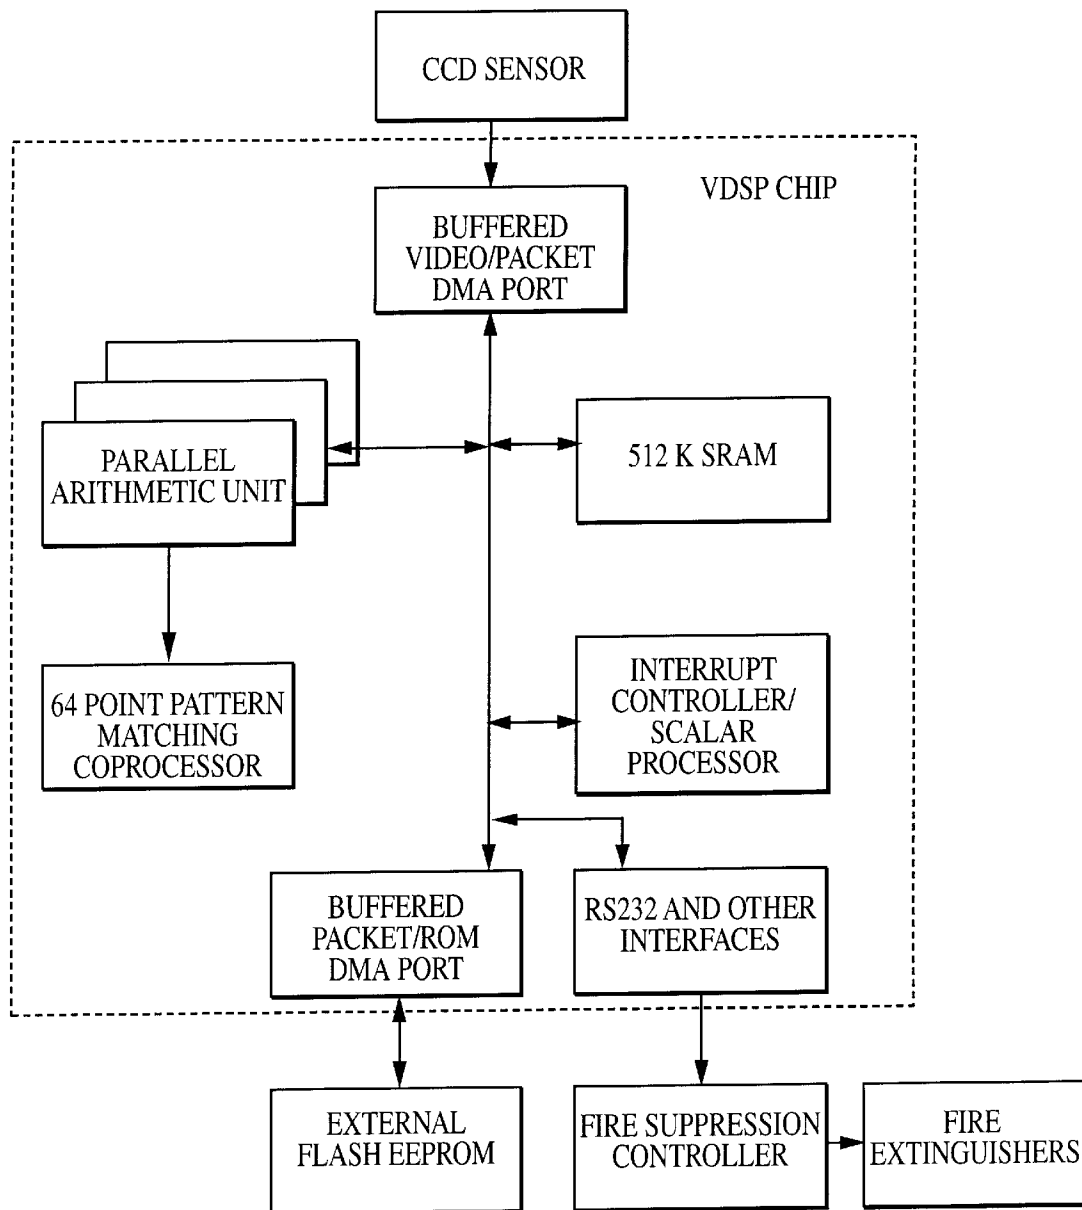 CCD SENSOR
VDSP CHIP
BUFFERED
VIDEO/PACKET
DMA PORT
PARALLEL
ARITHMETIC UNIT
512 K SRAM
64 POINT PATTERN
MATCHING
COPROCESSOR
INTERRUPT
CONTROLLER/
SCALAR
PROCESSOR
BUFFERED
PACKET/ROM
DMA PORT
RS232 AND OTHER
INTERFACES
EXTERNAL
FLASH EEPROM
FIRE SUPPRESSION
CONTROLLER
FIRE
EXTINGUISHERS